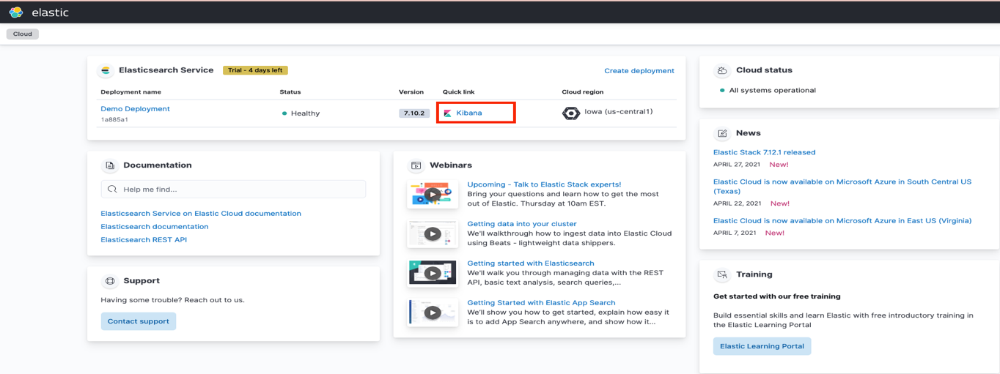 elastic
Cloud
Elasticsearch Service
Trial - 4 days left
Create deployment
Deployment name
Status
Version
Quick link
Cloud region
Demo Deployment
1a885a1
Healthy
7.10.2
Kibana
Iowa (us-central1)
Documentation
Help me find...
Elasticsearch Service on Elastic Cloud documentation
Elasticsearch documentation
Elasticsearch REST API
Support
Having some trouble? Reach out to us.
Contact support
Webinars
Upcoming - Talk to Elastic Stack experts!
Bring your questions and learn how to get the most
out of Elastic. Thursday at 10am EST.
Getting data into your cluster
We'll walkthrough how to ingest data into Elastic Cloud
using Beats - lightweight data shippers.
Getting started with Elasticsearch
We'll walk you through managing data with the REST
API, basic text analysis, search queries,...
Getting Started with Elastic App Search
We'll show you how to get started, explain how easy it
is to add App Search anywhere, and show how it...
Cloud status
All systems operational
News
Elastic Stack 7.12.1 released
APRIL 27, 2021 New!
Elastic Cloud is now available on Microsoft Azure in South Central US
(Texas)
APRIL 22, 2021 New!
Elastic Cloud is now available on Microsoft Azure in East US (Virginia)
APRIL 7, 2021 New!
Training
Get started with our free training
Build essential skills and learn Elastic with free introductory training in
the Elastic Learning Portal
Elastic Learning Portal